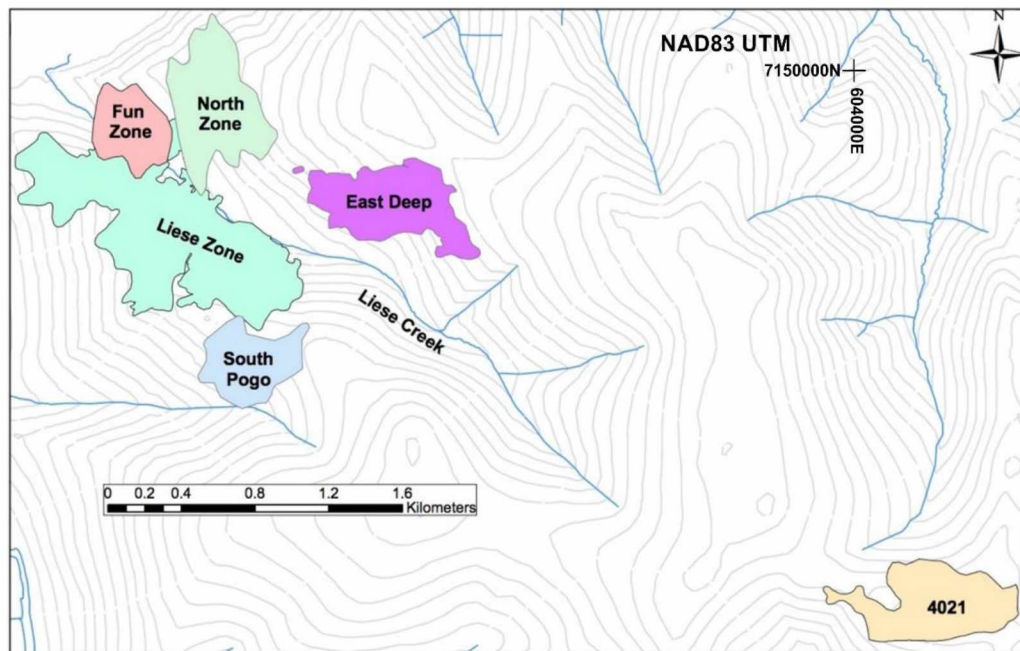 N
NAD83 UTM
7150000N
604000E
Fun
Zone
North
Zone
East Deep
Liese Zone
Liese Creek
South
Pogo
0 0.2 0.4 0.8 1.2 1.6
Kilometers
4021